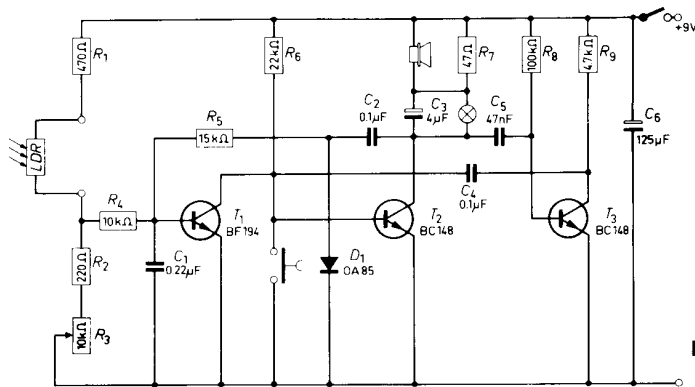 +9V
470Ω
R1
22kΩ
R6
47Ω
R7
100kΩ
R8
47kΩ
R9
LDR
R5
15kΩ
C2
0.1µF
C3
4µF
C5
47nF
C6
125µF
R4
10kΩ
T1
BF194
C4
0.1µF
T2
BC148
T3
BC148
220Ω
R2
C1
0.22µF
D1
OA85
10kΩ
R3